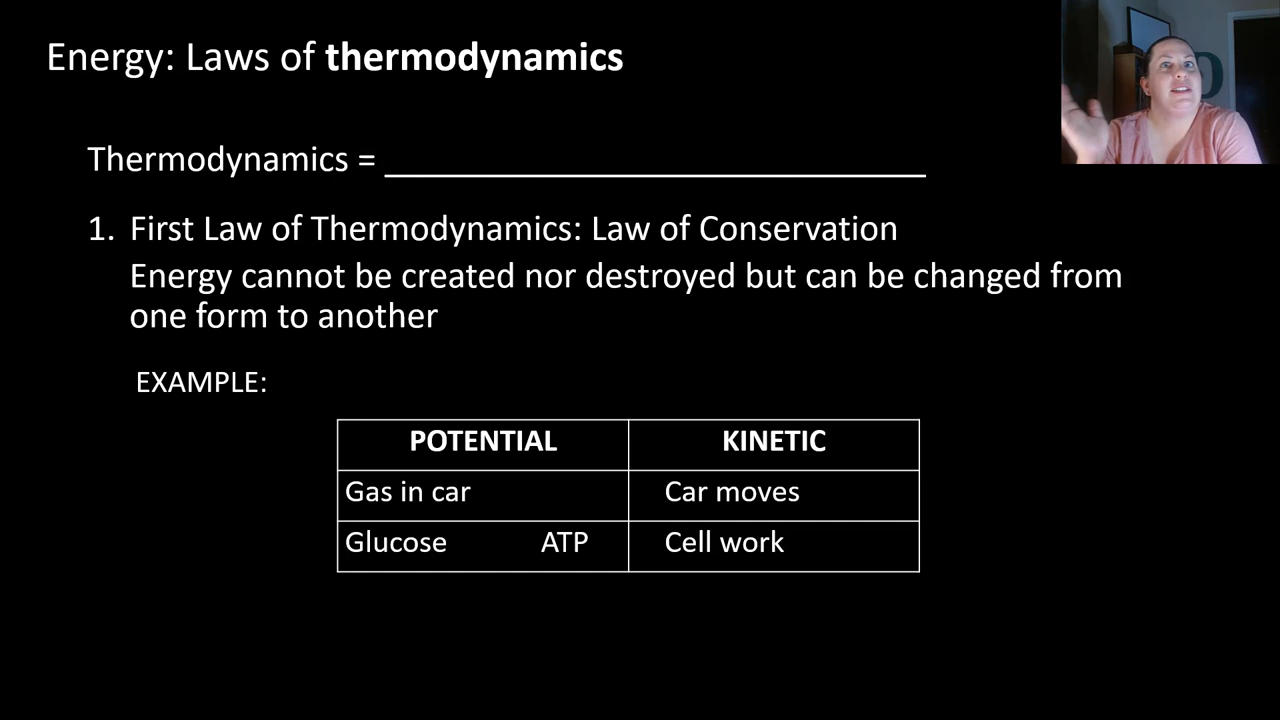 Energy: Laws of thermodynamics
Thermodynamics = ______________________________
1. First Law of Thermodynamics: Law of Conservation
Energy cannot be created nor destroyed but can be changed from
one form to another
EXAMPLE:
POTENTIAL KINETIC
Gas in car Car moves
Glucose ATP Cell work